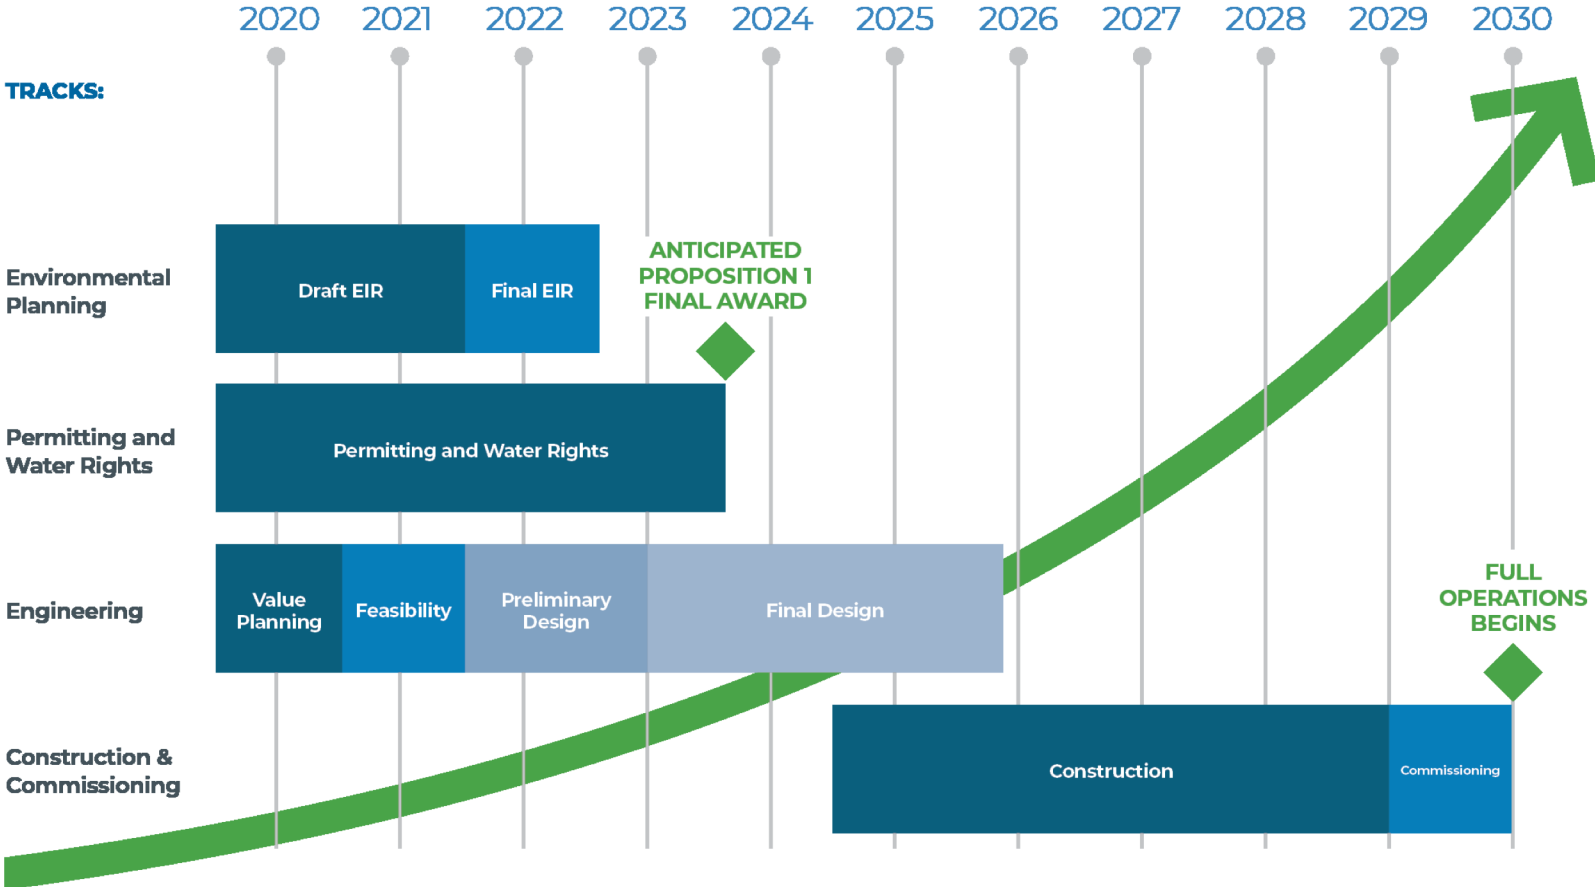 2020 2021 2022 2023 2024 2025 2026 2027 2028 2029 2030
TRACKS:
Environmental
Planning
Draft EIR
Final EIR
ANTICIPATED
PROPOSITION 1
FINAL AWARD
Permitting and
Water Rights
Permitting and Water Rights
Engineering
Value
Planning
Feasibility
Preliminary
Design
Final Design
FULL
OPERATIONS
BEGINS
Construction &
Commissioning
Construction
Commissioning